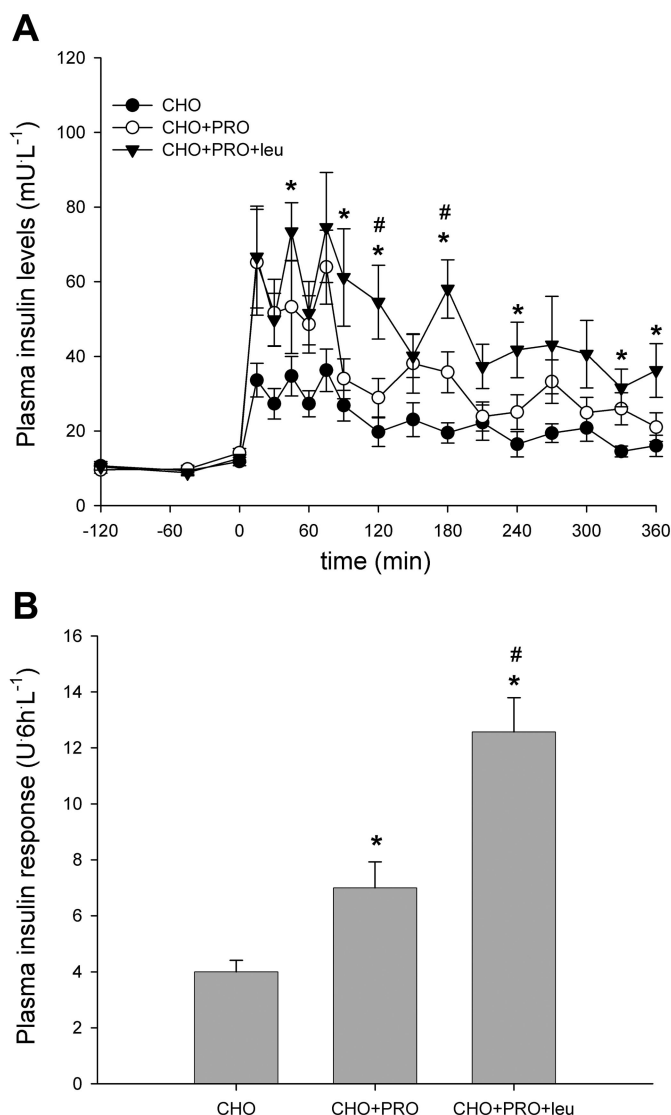 A
Plasma insulin levels (mU·L⁻¹)
120
100
80
60
40
20
0
CHO
CHO+PRO
CHO+PRO+leu
* * # * # * * * *
-120 -60 0 60 120 180 240 300 360
time (min)
B
Plasma insulin response (U·6h·L⁻¹)
16
14
12
10
8
6
4
2
0
*
#
*
CHO CHO+PRO CHO+PRO+leu